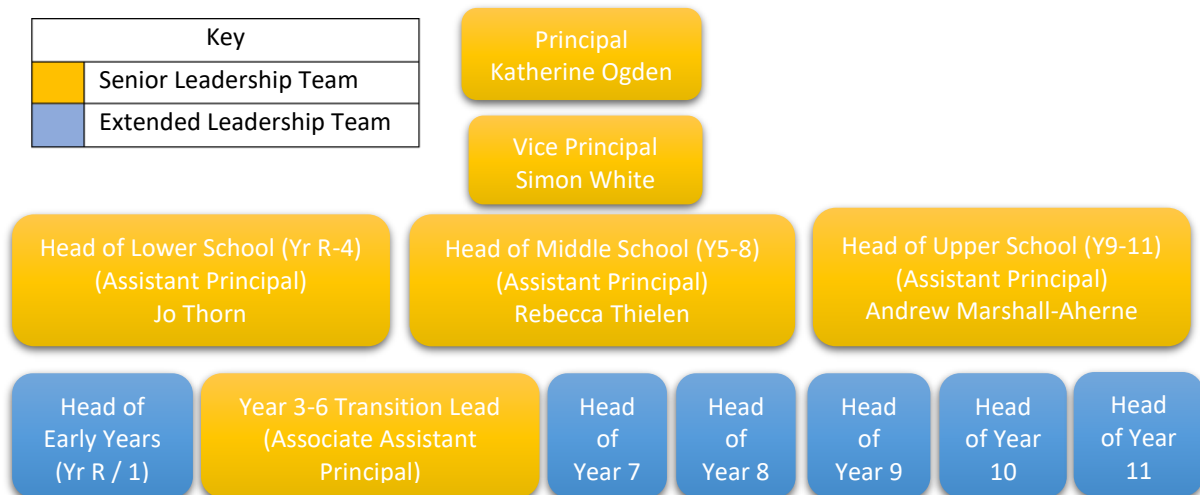 Key
Senior Leadership Team
Extended Leadership Team
Principal
Katherine Ogden
Vice Principal
Simon White
Head of Lower School (Yr R-4)
(Assistant Principal)
Jo Thorn
Head of Middle School (Y5-8)
(Assistant Principal)
Rebecca Thielen
Head of Upper School (Y9-11)
(Assistant Principal)
Andrew Marshall-Aherne
Head of
Early Years
(Yr R / 1)
Year 3-6 Transition Lead
(Associate Assistant
Principal)
Head
of
Year 7
Head
of
Year 8
Head
of
Year 9
Head
of Year
10
Head
of Year
11